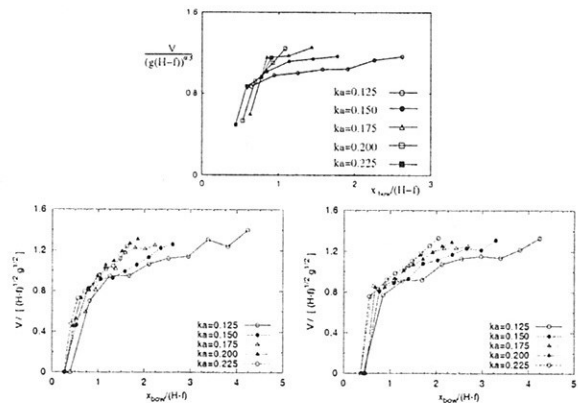 1.6
V
(g(H-f))^0.5
0.8
0
ka=0.125
ka=0.150
ka=0.175
ka=0.200
ka=0.225
0 1 2 3
x_bow/(H-f)
1.6
1.2
0.8
0.4
0
V / [ (H-f)^1/2 g^1/2 ]
ka=0.125
ka=0.150
ka=0.175
ka=0.200
ka=0.225
0 1 2 3 4 5
x_bow/(H-f)
1.6
1.2
0.8
0.4
0
V / [ (H-f)^1/2 g^1/2 ]
ka=0.125
ka=0.150
ka=0.175
ka=0.200
ka=0.225
0 1 2 3 4 5
x_bow/(H-f)